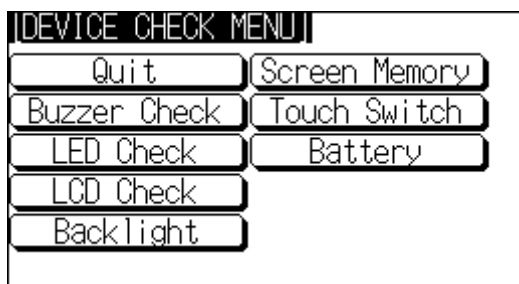 DEVICE CHECK MENU
Quit
Screen Memory
Buzzer Check
Touch Switch
LED Check
Battery
LCD Check
Backlight